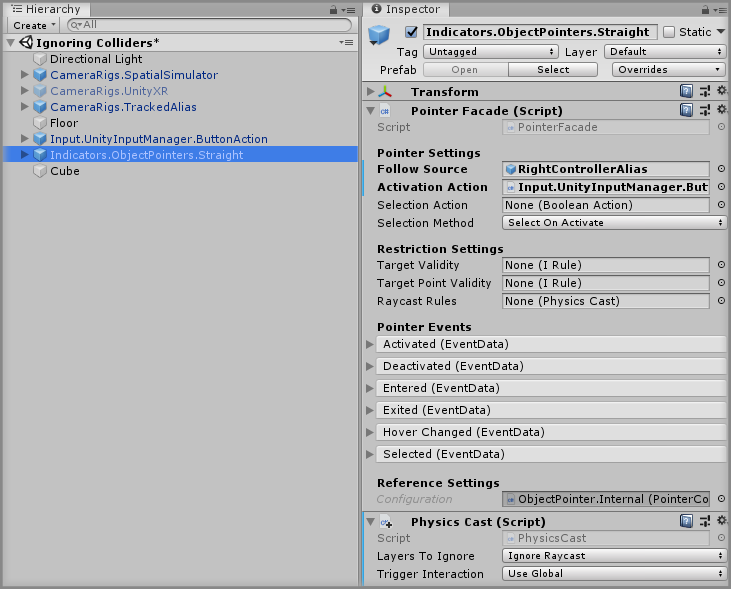 Hierarchy
Create
All
Ignoring Colliders*
Directional Light
CameraRigs.SpatialSimulator
CameraRigs.UnityXR
CameraRigs.TrackedAlias
Floor
Input.UnityInputManager.ButtonAction
Indicators.ObjectPointers.Straight
Cube
Inspector
Indicators.ObjectPointers.Straight Static
Tag Untagged Layer Default
Prefab Open Select Overrides
Transform
Pointer Facade (Script)
Script PointerFacade
Pointer Settings
Follow Source RightControllerAlias
Activation Action Input.UnityInputManager.But
Selection Action None (Boolean Action)
Selection Method Select On Activate
Restriction Settings
Target Validity None (I Rule)
Target Point Validity None (I Rule)
Raycast Rules None (Physics Cast)
Pointer Events
Activated (EventData)
Deactivated (EventData)
Entered (EventData)
Exited (EventData)
Hover Changed (EventData)
Selected (EventData)
Reference Settings
Configuration ObjectPointer.Internal (PointerCo
Physics Cast (Script)
Script PhysicsCast
Layers To Ignore Ignore Raycast
Trigger Interaction Use Global